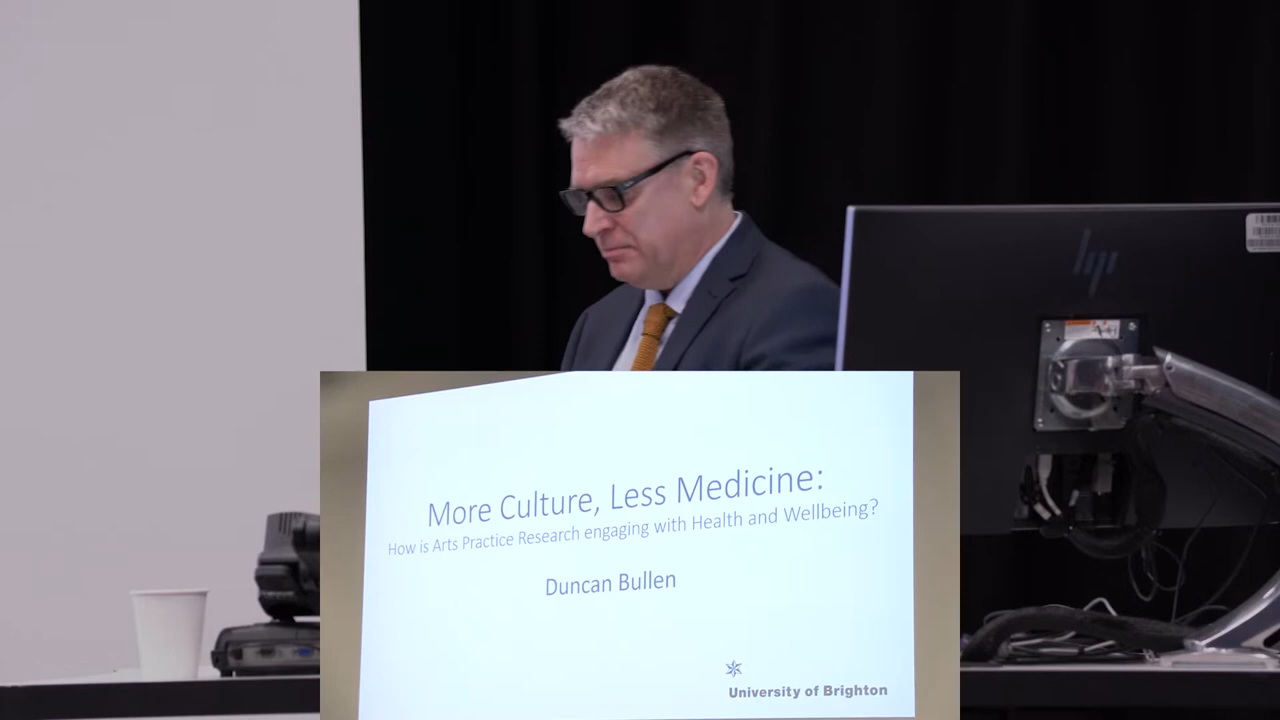 hp
More Culture, Less Medicine:
How is Arts Practice Research engaging with Health and Wellbeing?
Duncan Bullen
University of Brighton